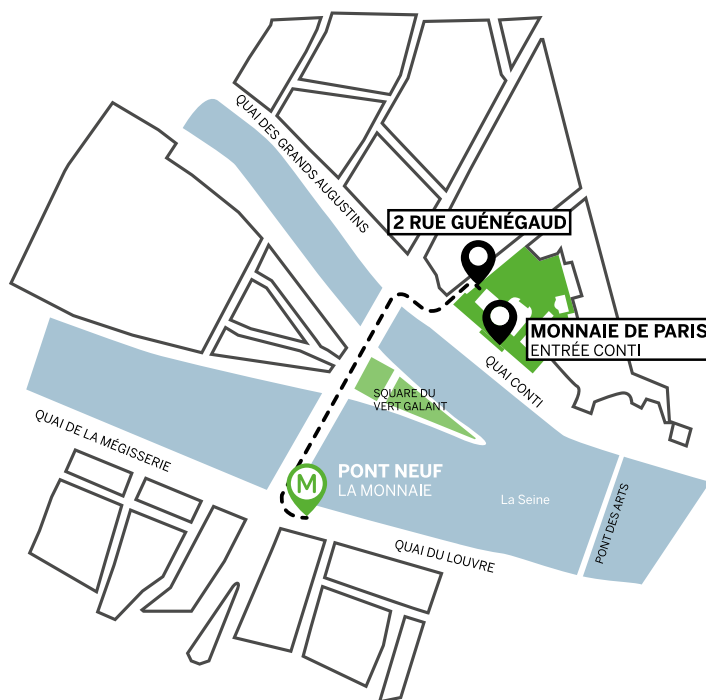 QUAI DES GRANDS AUGUSTINS
2 RUE GUÉNÉGAUD
MONNAIE DE PARIS
ENTRÉE CONTI
QUAI CONTI
SQUARE DU
VERT GALANT
QUAI DE LA MÉGISSERIE
M
PONT NEUF
LA MONNAIE
La Seine
PONT DES ARTS
QUAI DU LOUVRE